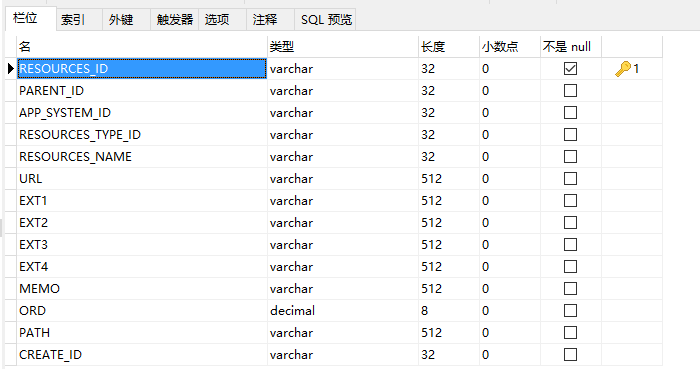 栏位 索引 外键 触发器 选项 注释 SQL 预览
名 类型 长度 小数点 不是 null
RESOURCES_ID varchar 32 0 1
PARENT_ID varchar 32 0
APP_SYSTEM_ID varchar 32 0
RESOURCES_TYPE_ID varchar 32 0
RESOURCES_NAME varchar 32 0
URL varchar 512 0
EXT1 varchar 512 0
EXT2 varchar 512 0
EXT3 varchar 512 0
EXT4 varchar 512 0
MEMO varchar 512 0
ORD decimal 8 0
PATH varchar 512 0
CREATE_ID varchar 32 0